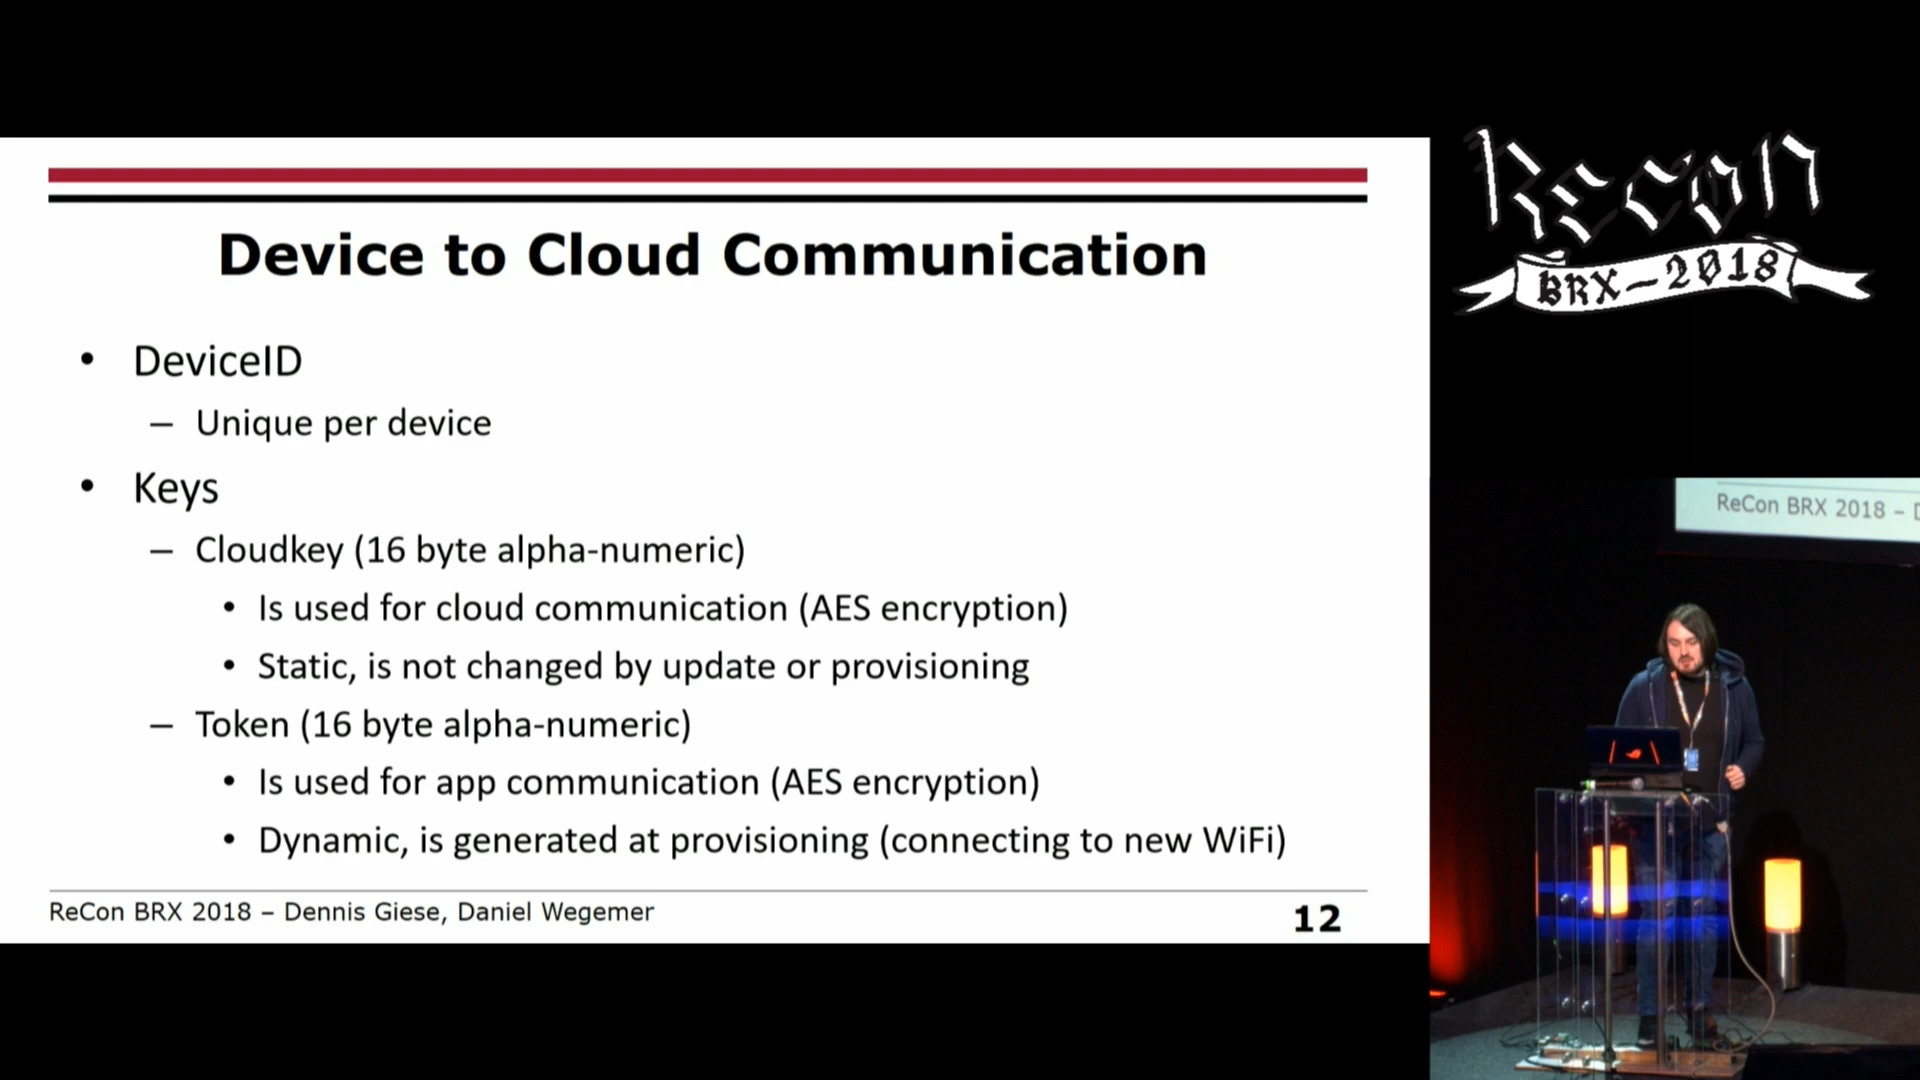 Device to Cloud Communication
• DeviceID
– Unique per device
• Keys
– Cloudkey (16 byte alpha-numeric)
• Is used for cloud communication (AES encryption)
• Static, is not changed by update or provisioning
– Token (16 byte alpha-numeric)
• Is used for app communication (AES encryption)
• Dynamic, is generated at provisioning (connecting to new WiFi)
ReCon BRX 2018 – Dennis Giese, Daniel Wegemer
12
Recon
BRX-2018
ReCon BRX 2018 –